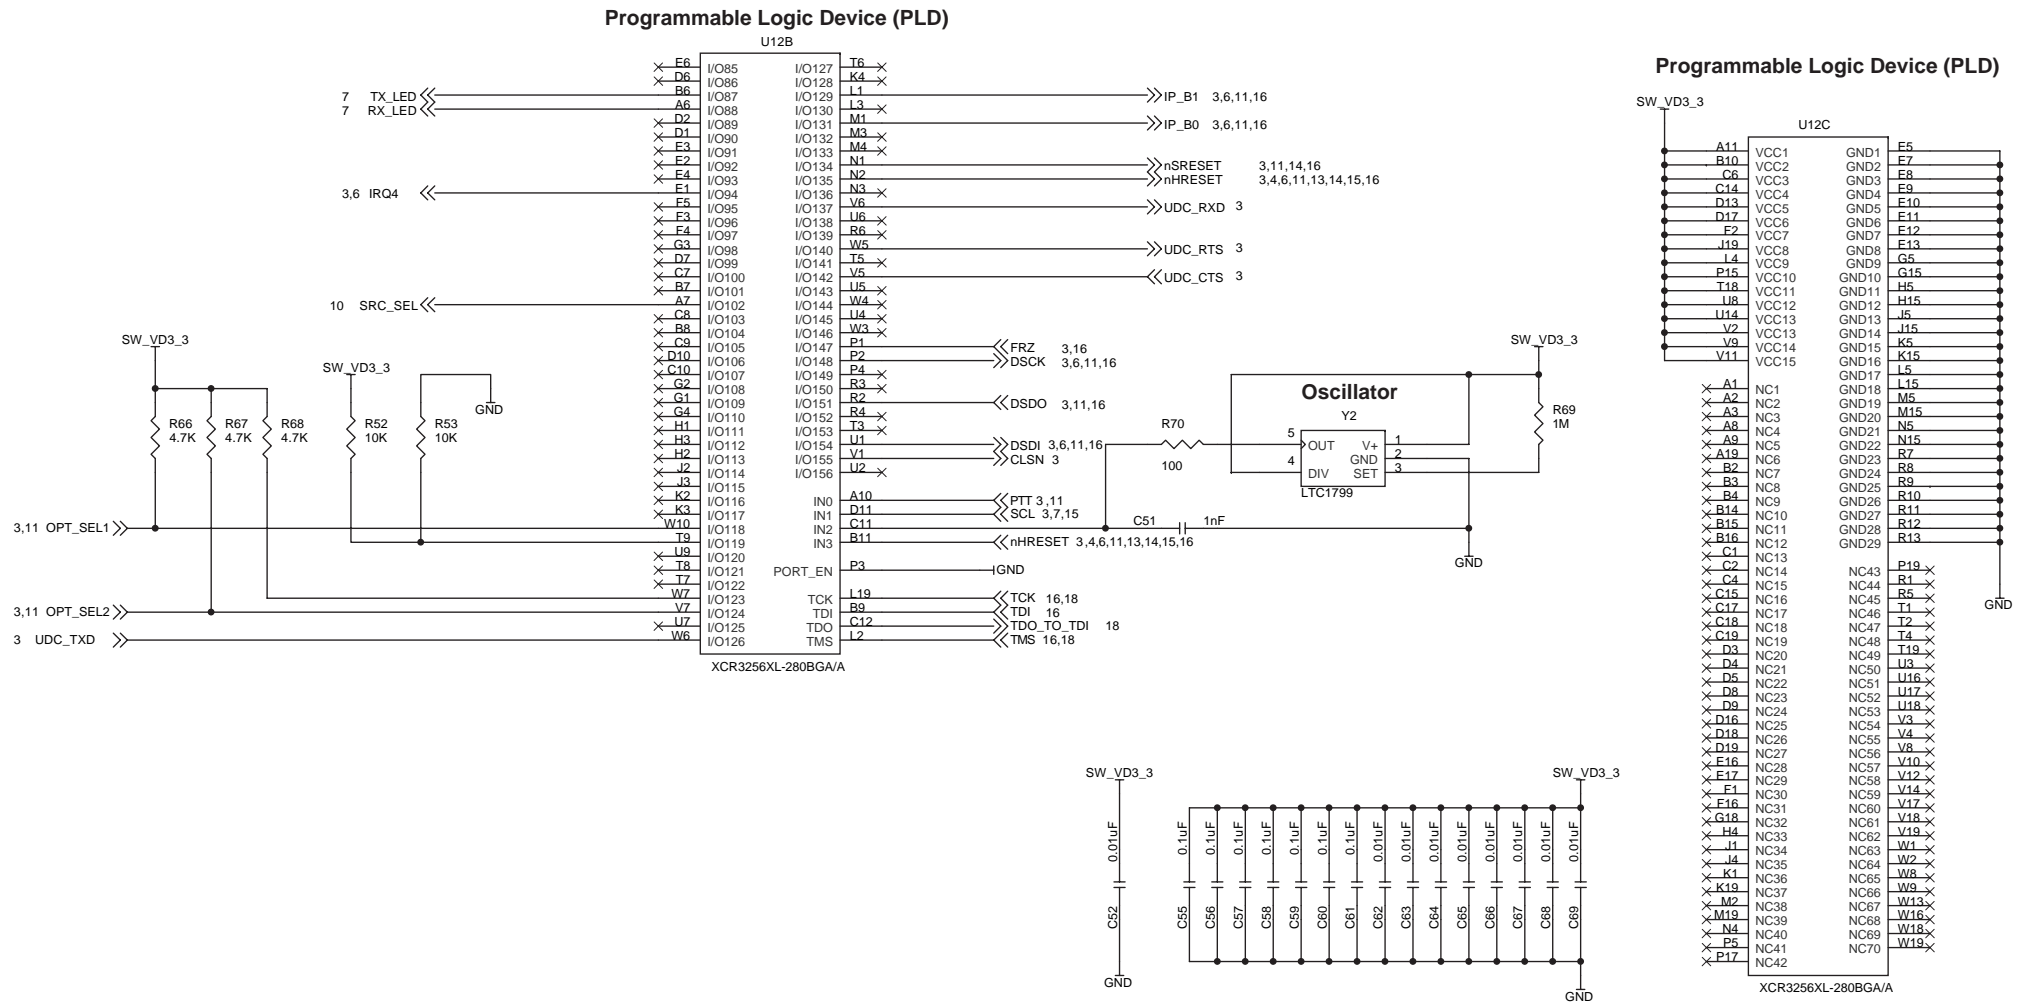 Programmable Logic Device (PLD)
U12B
E6 I/O85 I/O127 T6
D6 I/O86 I/O128 K4
7 TX_LED B6 I/O87 I/O129 L1 IP_B1 3,6,11,16
7 RX_LED A6 I/O88 I/O130 L3
D2 I/O89 I/O131 M1 IP_B0 3,6,11,16
D1 I/O90 I/O132 M3
E3 I/O91 I/O133 M4
E2 I/O92 I/O134 N1 nSRESET 3,11,14,16
E4 I/O93 I/O135 N2 nHRESET 3,4,6,11,13,14,15,16
3,6 IRQ4 E1 I/O94 I/O136 N3
F5 I/O95 I/O137 V6 UDC_RXD 3
F3 I/O96 I/O138 U6
F4 I/O97 I/O139 R6
G3 I/O98 I/O140 W5 UDC_RTS 3
D7 I/O99 I/O141 T5
C7 I/O100 I/O142 V5 UDC_CTS 3
B7 I/O101 I/O143 U5
10 SRC_SEL A7 I/O102 I/O144 W4
C8 I/O103 I/O145 U4
B8 I/O104 I/O146 W3
C9 I/O105 I/O147 P1 FRZ 3,16
D10 I/O106 I/O148 P2 DSCK 3,6,11,16
C10 I/O107 I/O149 P4
G2 I/O108 I/O150 R3
G1 I/O109 I/O151 R2 DSDO 3,11,16
G4 I/O110 I/O152 R4
H1 I/O111 I/O153 T3
H3 I/O112 I/O154 U1 DSDI 3,6,11,16
H2 I/O113 I/O155 V1 CLSN 3
J2 I/O114 I/O156 U2
J3 I/O115
K2 I/O116 IN0 A10 PTT 3,11
K3 I/O117 IN1 D11 SCL 3,7,15
3,11 OPT_SEL1 W10 I/O118 IN2 C11
T9 I/O119 IN3 B11 nHRESET 3,4,6,11,13,14,15,16
U9 I/O120
T8 I/O121 PORT_EN P3 GND
T7 I/O122
W7 I/O123 TCK L19 TCK 16,18
3,11 OPT_SEL2 V7 I/O124 TDI B9 TDI 16
U7 I/O125 TDO C12 TDO_TO_TDI 18
3 UDC_TXD W6 I/O126 TMS L2 TMS 16,18
XCR3256XL-280BGA/A
SW_VD3_3
R66 4.7K
R67 4.7K
R68 4.7K
SW_VD3_3
R52 10K
R53 10K
GND
SW_VD3_3
Oscillator
Y2
R70
100
5 OUT V+ 1
GND 2
4 DIV SET 3
LTC1799
R69 1M
C51 1nF
GND
SW_VD3_3
0.01uF C52
GND
SW_VD3_3
0.1uF C55
0.1uF C56
0.1uF C57
0.1uF C58
0.1uF C59
0.1uF C60
0.1uF C61
0.01uF C62
0.01uF C63
0.01uF C64
0.01uF C65
0.01uF C66
0.01uF C67
0.01uF C68
0.01uF C69
GND
Programmable Logic Device (PLD)
SW_VD3_3
U12C
A11 VCC1 GND1 E5
B10 VCC2 GND2 E7
C6 VCC3 GND3 E8
C14 VCC4 GND4 E9
D13 VCC5 GND5 E10
D17 VCC6 GND6 E11
F2 VCC7 GND7 E12
J19 VCC8 GND8 E13
L4 VCC9 GND9 G5
P15 VCC10 GND10 G15
T18 VCC11 GND11 H5
U8 VCC12 GND12 H15
U14 VCC13 GND13 J5
V2 VCC13 GND14 J15
V9 VCC14 GND15 K5
V11 VCC15 GND16 K15
GND17 L5
A1 NC1 GND18 L15
A2 NC2 GND19 M5
A3 NC3 GND20 M15
A8 NC4 GND21 N5
A9 NC5 GND22 N15
A19 NC6 GND23 R7
B2 NC7 GND24 R8
B3 NC8 GND25 R9
B4 NC9 GND26 R10
B14 NC10 GND27 R11
B15 NC11 GND28 R12
B16 NC12 GND29 R13
C1 NC13
C2 NC14 NC43 P19
C4 NC15 NC44 R1
C15 NC16 NC45 R5
C17 NC17 NC46 T1
C18 NC18 NC47 T2
C19 NC19 NC48 T4
D3 NC20 NC49 T19
D4 NC21 NC50 U3
D5 NC22 NC51 U16
D8 NC23 NC52 U17
D9 NC24 NC53 U18
D16 NC25 NC54 V3
D18 NC26 NC55 V4
D19 NC27 NC56 V8
E16 NC28 NC57 V10
E17 NC29 NC58 V12
F1 NC30 NC59 V14
F16 NC31 NC60 V17
G18 NC32 NC61 V18
H4 NC33 NC62 V19
J1 NC34 NC63 W1
J4 NC35 NC64 W2
K1 NC36 NC65 W8
K19 NC37 NC66 W9
M2 NC38 NC67 W13
M19 NC39 NC68 W16
N4 NC40 NC69 W18
P5 NC41 NC70 W19
P17 NC42
GND
XCR3256XL-280BGA/A